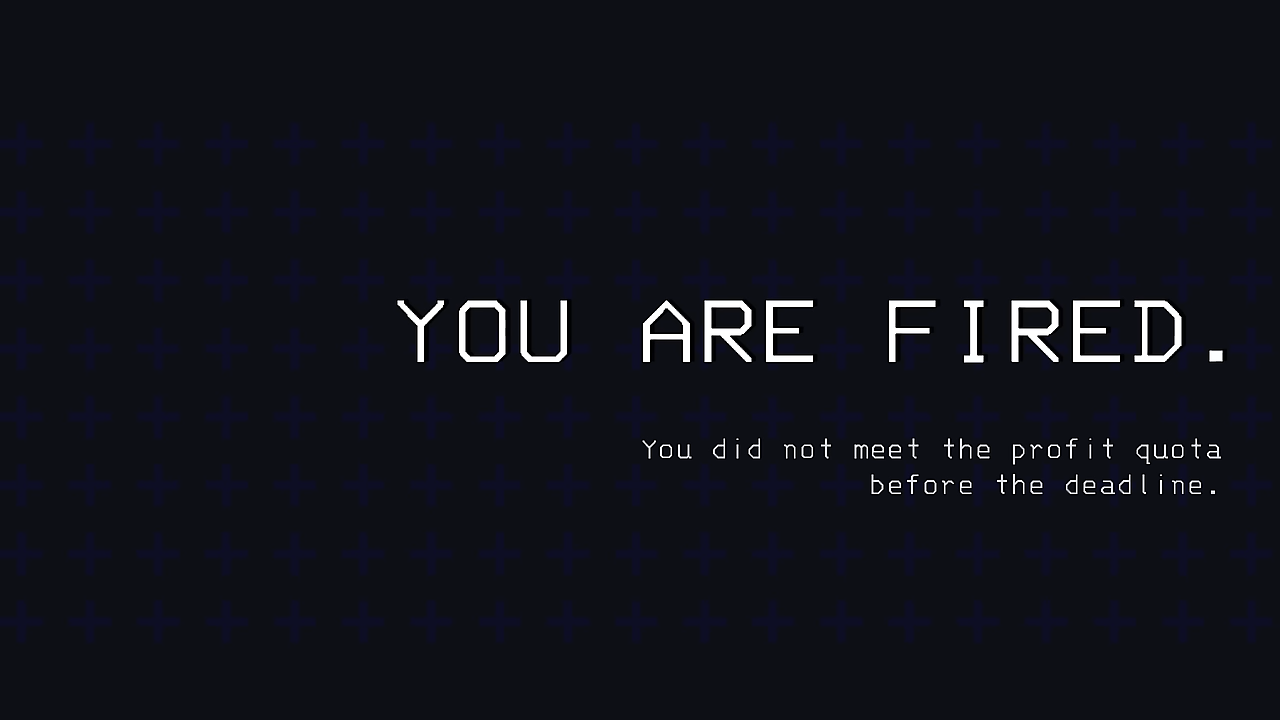 YOU ARE FIRED.
You did not meet the profit quota
before the deadline.